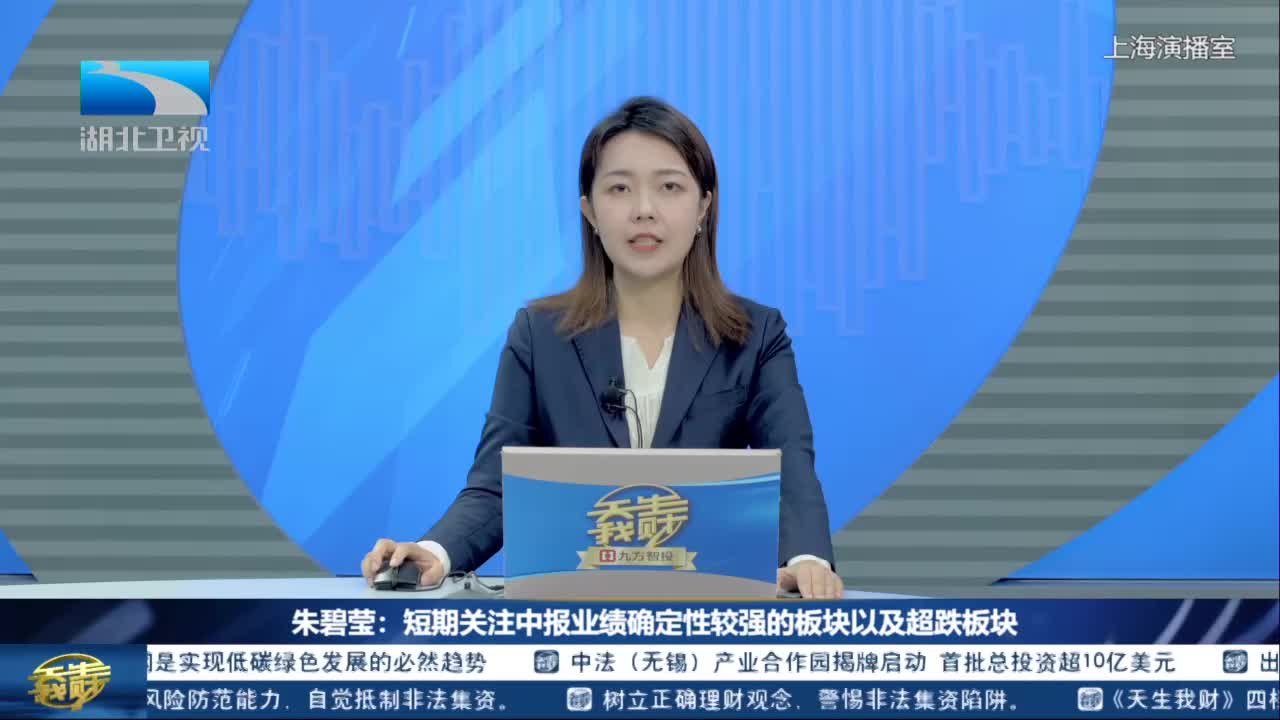 上海演播室
湖北卫视
天生我财
九方智投
朱碧莹：短期关注中报业绩确定性较强的板块以及超跌板块
是实现低碳绿色发展的必然趋势 中法（无锡）产业合作园揭牌启动 首批总投资超10亿美元 出
天生我财
风险防范能力，自觉抵制非法集资。 树立正确理财观念，警惕非法集资陷阱。 《天生我财》四档